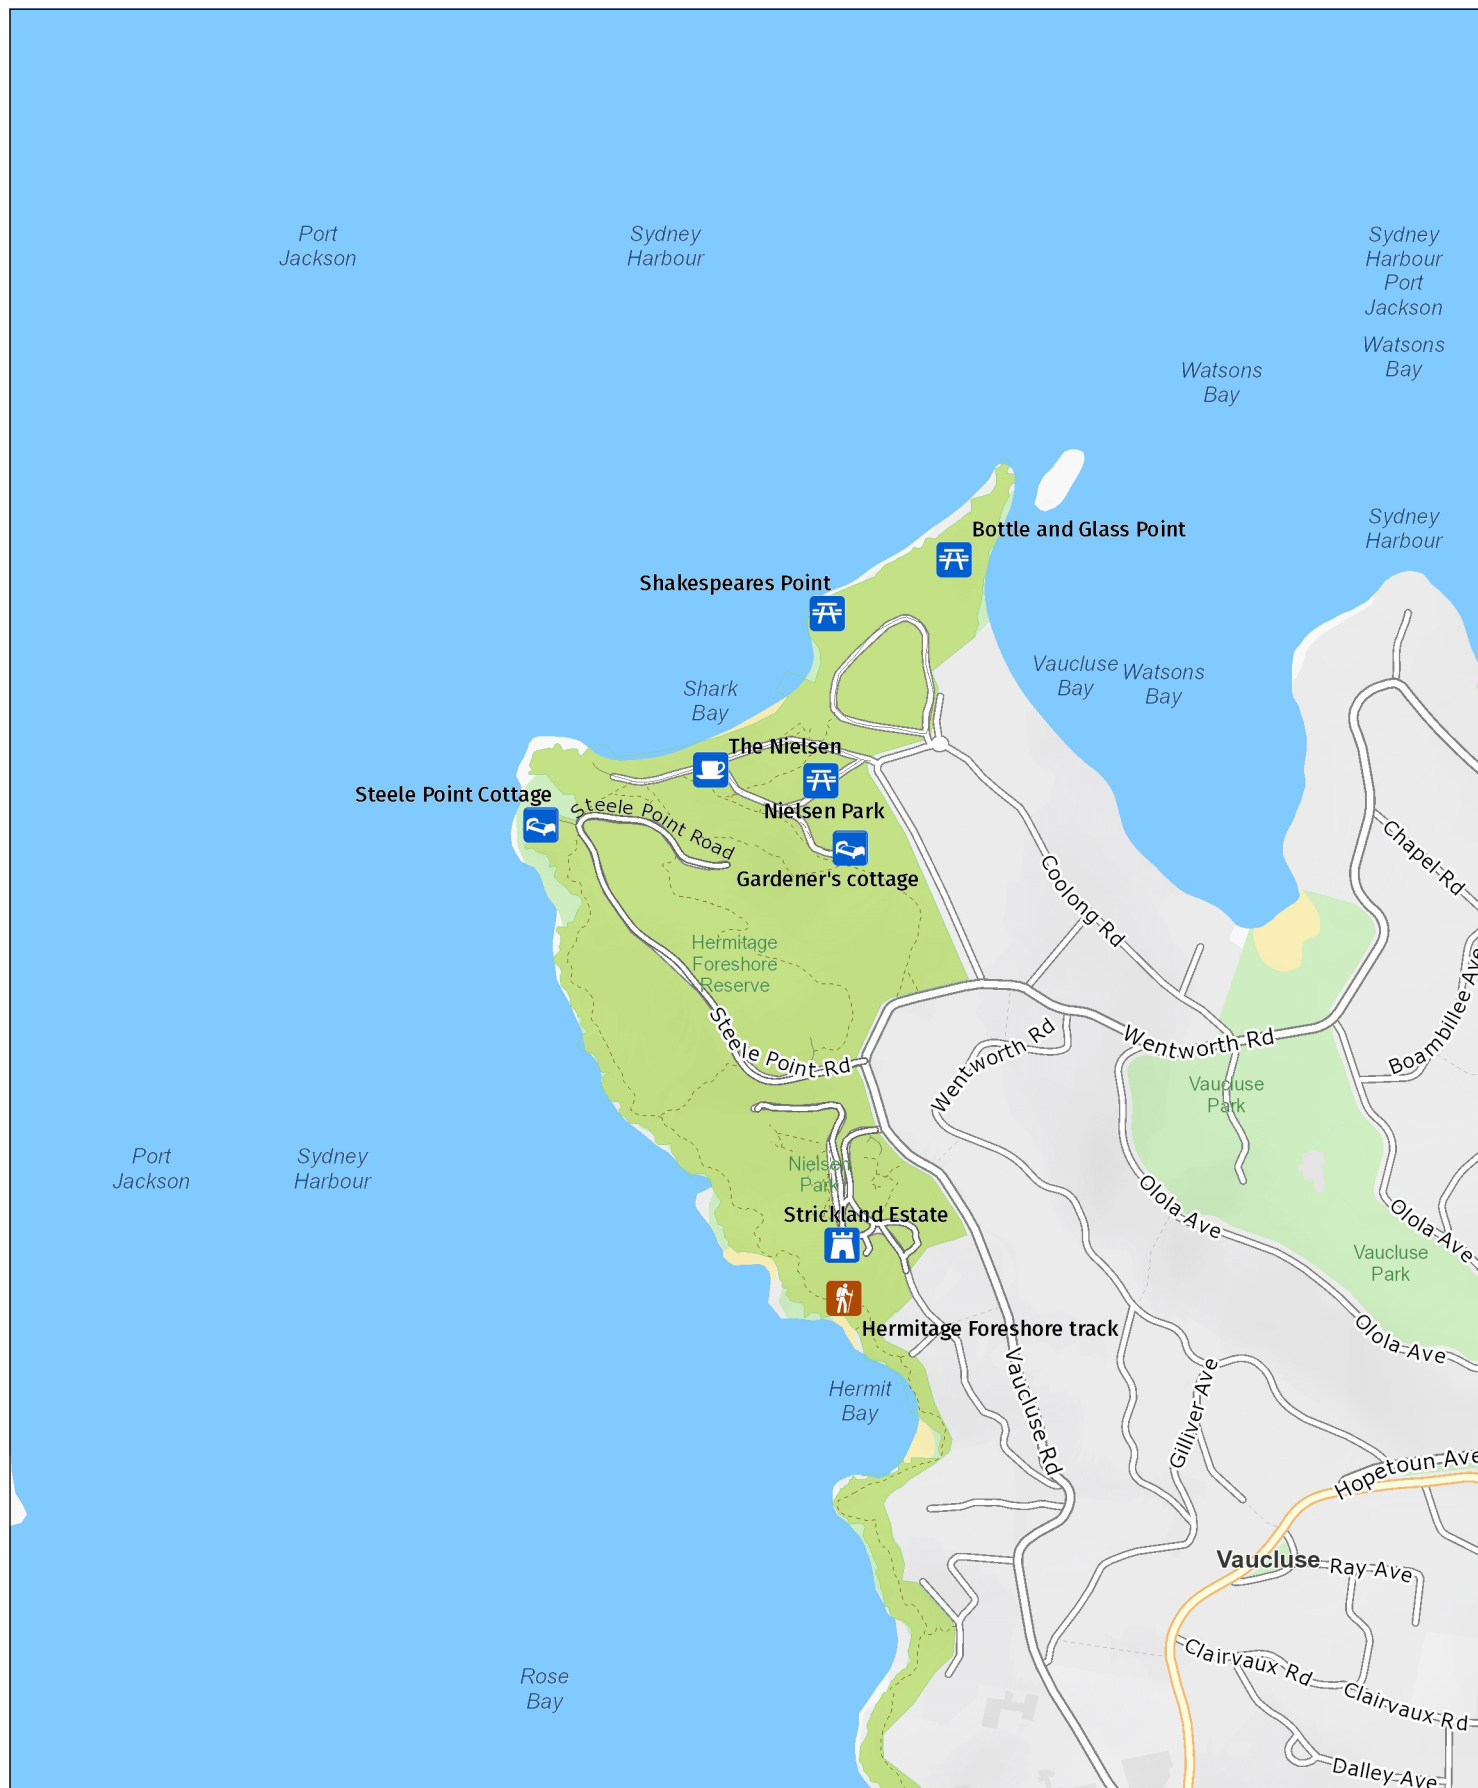 Port
Jackson
Sydney
Harbour
Sydney
Harbour
Port
Jackson
Watsons
Bay
Watsons
Bay
Sydney
Harbour
Bottle and Glass Point
Shakespeares Point
Vaucluse
Bay
Watsons
Bay
Shark
Bay
The Nielsen
Steele Point Cottage
Steele Point Road
Nielsen Park
Gardener's cottage
Chapel Rd
Coolong Rd
Hermitage
Foreshore
Reserve
Boambillee Ave
Steele Point Rd
Wentworth Rd
Wentworth Rd
Vaucluse
Park
Port
Jackson
Sydney
Harbour
Nielsen
Park
Olola Ave
Olola Ave
Strickland Estate
Vaucluse
Park
Hermitage Foreshore track
Olola Ave
Vaucluse Rd
Gilliver Ave
Hermit
Bay
Hopetoun Ave
Vaucluse
Ray Ave
Rose
Bay
Clairvaux Rd
Clairvaux Rd
Dalley Ave